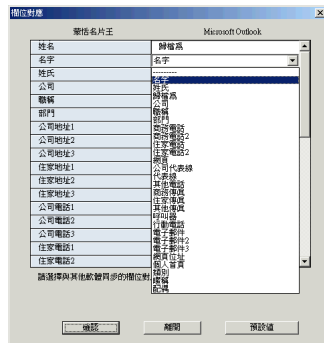 欄位對應
蒙恬名片王 Microsoft Outlook
姓名 歸檔為
名字 名字
姓氏
公司
職稱
部門
公司地址1
公司地址2
公司地址3
住家地址1
住家地址2
住家地址3
公司電話1
公司電話2
公司電話3
住家電話1
住家電話2
----------
名字
姓氏
歸檔為
公司
職稱
部門
商務電話
商務電話2
住家電話
住家電話2
網頁
公司代表線
代表線
其他電話
商務傳真
住家傳真
其他傳真
呼叫器
行動電話
電子郵件
電子郵件2
電子郵件3
網頁位址
個人首頁
類別
暱稱
配偶
請選擇與其他軟體同步的欄位對
確認 離開 預設值